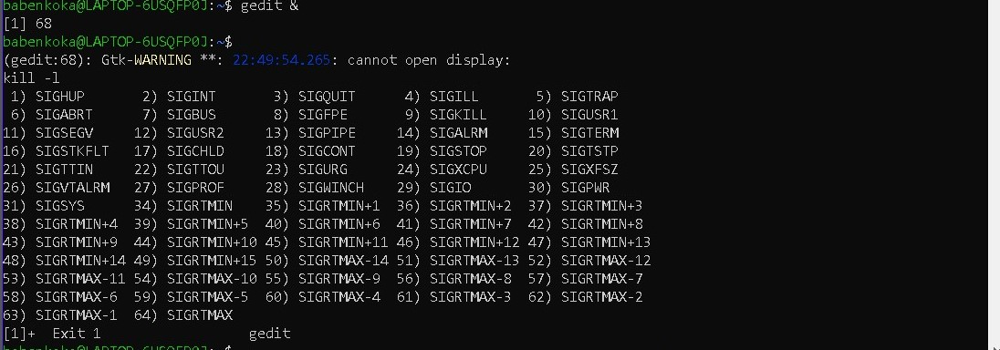 babenkoka@LAPTOP-6USQFP0J:~$ gedit &
[1] 68
babenkoka@LAPTOP-6USQFP0J:~$
(gedit:68): Gtk-WARNING **: 22:49:54.265: cannot open display:
kill -l
 1) SIGHUP       2) SIGINT       3) SIGQUIT      4) SIGILL       5) SIGTRAP
 6) SIGABRT      7) SIGBUS       8) SIGFPE       9) SIGKILL     10) SIGUSR1
11) SIGSEGV     12) SIGUSR2     13) SIGPIPE     14) SIGALRM     15) SIGTERM
16) SIGSTKFLT   17) SIGCHLD     18) SIGCONT     19) SIGSTOP     20) SIGTSTP
21) SIGTTIN     22) SIGTTOU     23) SIGURG      24) SIGXCPU     25) SIGXFSZ
26) SIGVTALRM   27) SIGPROF     28) SIGWINCH    29) SIGIO       30) SIGPWR
31) SIGSYS      34) SIGRTMIN    35) SIGRTMIN+1  36) SIGRTMIN+2  37) SIGRTMIN+3
38) SIGRTMIN+4  39) SIGRTMIN+5  40) SIGRTMIN+6  41) SIGRTMIN+7  42) SIGRTMIN+8
43) SIGRTMIN+9  44) SIGRTMIN+10 45) SIGRTMIN+11 46) SIGRTMIN+12 47) SIGRTMIN+13
48) SIGRTMIN+14 49) SIGRTMIN+15 50) SIGRTMAX-14 51) SIGRTMAX-13 52) SIGRTMAX-12
53) SIGRTMAX-11 54) SIGRTMAX-10 55) SIGRTMAX-9  56) SIGRTMAX-8  57) SIGRTMAX-7
58) SIGRTMAX-6  59) SIGRTMAX-5  60) SIGRTMAX-4  61) SIGRTMAX-3  62) SIGRTMAX-2
63) SIGRTMAX-1  64) SIGRTMAX
[1]+  Exit 1                  gedit
babenkoka@LAPTOP-6USQFP0J:~$